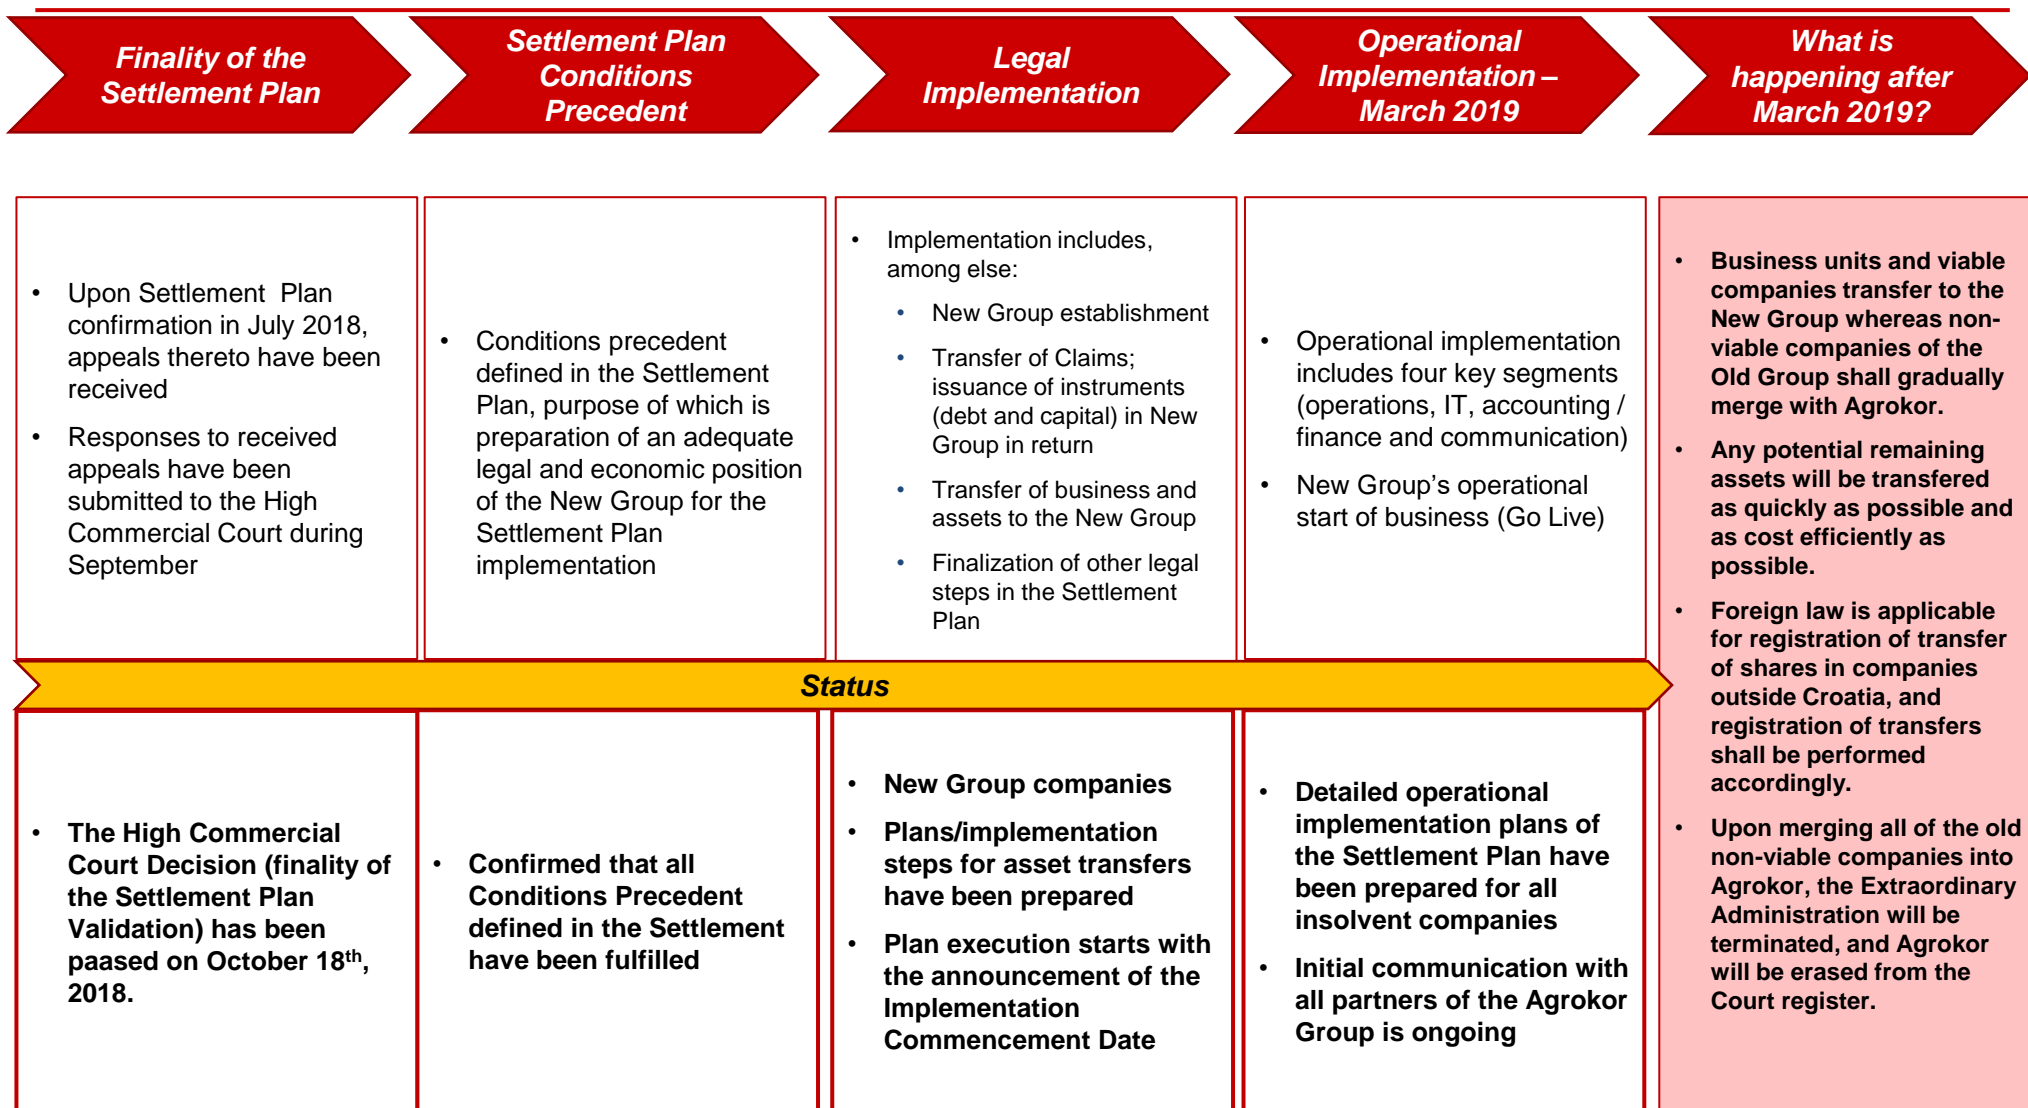 Finality of the
Settlement Plan
Settlement Plan
Conditions
Precedent
Legal
Implementation
Operational
Implementation –
March 2019
What is
happening after
March 2019?
• Upon Settlement Plan
confirmation in July 2018,
appeals thereto have been
received
• Responses to received
appeals have been
submitted to the High
Commercial Court during
September
• Conditions precedent
defined in the Settlement
Plan, purpose of which is
preparation of an adequate
legal and economic position
of the New Group for the
Settlement Plan
implementation
• Implementation includes,
among else:
• New Group establishment
• Transfer of Claims;
issuance of instruments
(debt and capital) in New
Group in return
• Transfer of business and
assets to the New Group
• Finalization of other legal
steps in the Settlement
Plan
• Operational implementation
includes four key segments
(operations, IT, accounting /
finance and communication)
• New Group's operational
start of business (Go Live)
• Business units and viable
companies transfer to the
New Group whereas non-
viable companies of the
Old Group shall gradually
merge with Agrokor.
• Any potential remaining
assets will be transfered
as quickly as possible and
as cost efficiently as
possible.
• Foreign law is applicable
for registration of transfer
of shares in companies
outside Croatia, and
registration of transfers
shall be performed
accordingly.
• Upon merging all of the old
non-viable companies into
Agrokor, the Extraordinary
Administration will be
terminated, and Agrokor
will be erased from the
Court register.
Status
• The High Commercial
Court Decision (finality of
the Settlement Plan
Validation) has been
paased on October 18th,
2018.
• Confirmed that all
Conditions Precedent
defined in the Settlement
have been fulfilled
• New Group companies
• Plans/implementation
steps for asset transfers
have been prepared
• Plan execution starts with
the announcement of the
Implementation
Commencement Date
• Detailed operational
implementation plans of
the Settlement Plan have
been prepared for all
insolvent companies
• Initial communication with
all partners of the Agrokor
Group is ongoing